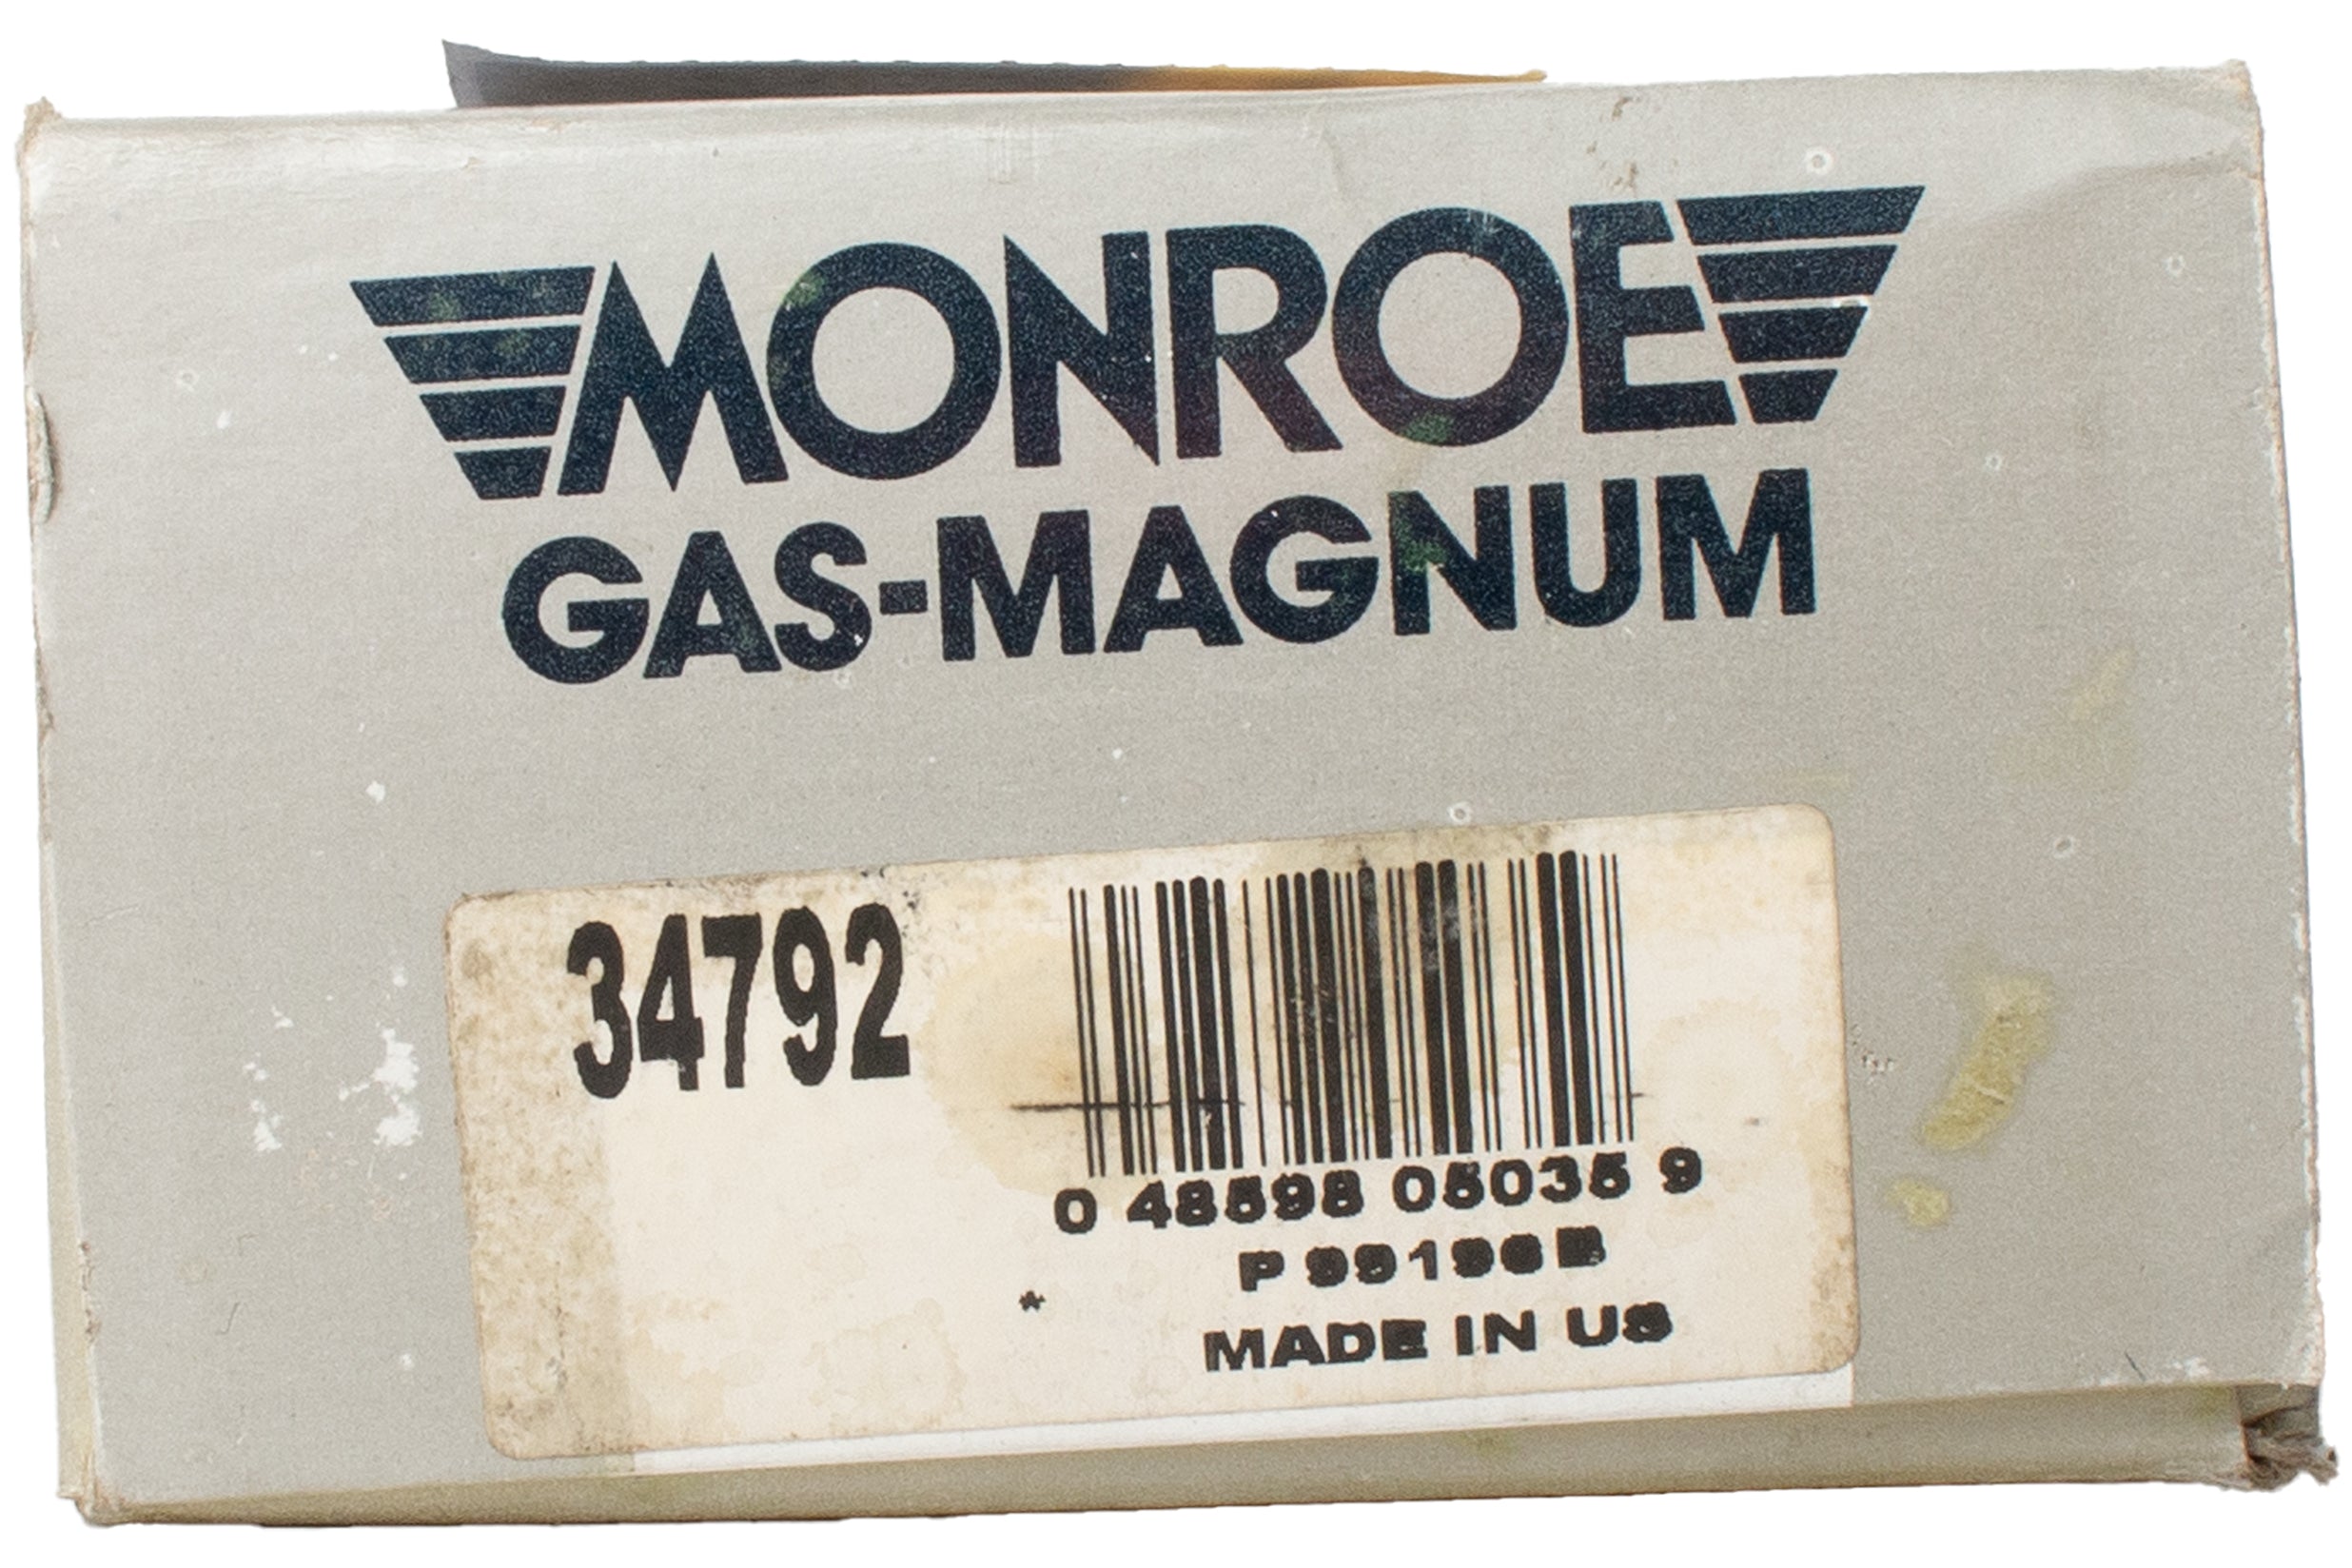 MONROE
GAS-MAGNUM
34792
0 48598 05035 9
P
*
MADE IN US